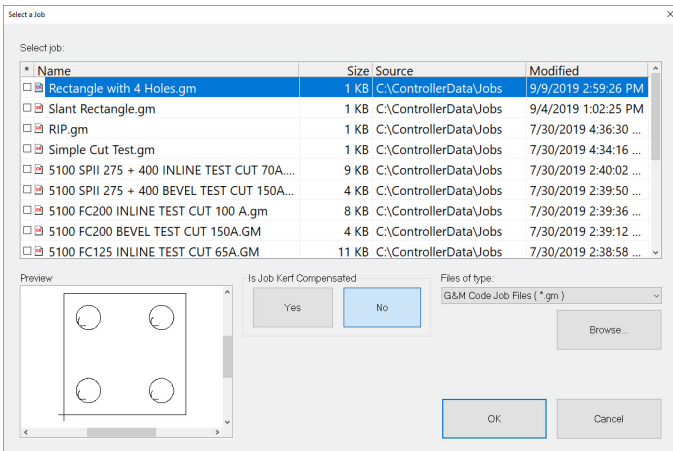 Select a Job
Select job:
* Name Size Source Modified
Rectangle with 4 Holes.gm 1 KB C:\ControllerData\Jobs 9/9/2019 2:59:26 PM
Slant Rectangle.gm 1 KB C:\ControllerData\Jobs 9/4/2019 1:02:25 PM
RIP.gm 1 KB C:\ControllerData\Jobs 7/30/2019 4:36:30 ...
Simple Cut Test.gm 1 KB C:\ControllerData\Jobs 7/30/2019 4:34:16 ...
5100 SPII 275 + 400 INLINE TEST CUT 70A.... 9 KB C:\ControllerData\Jobs 7/30/2019 2:40:02 ...
5100 SPII 275 + 400 BEVEL TEST CUT 150A... 4 KB C:\ControllerData\Jobs 7/30/2019 2:39:50 ...
5100 FC200 INLINE TEST CUT 100 A.gm 8 KB C:\ControllerData\Jobs 7/30/2019 2:39:36 ...
5100 FC200 BEVEL TEST CUT 150A.GM 4 KB C:\ControllerData\Jobs 7/30/2019 2:39:12 ...
5100 FC125 INLINE TEST CUT 65A.GM 11 KB C:\ControllerData\Jobs 7/30/2019 2:38:58 ...
Preview
Is Job Kerf Compensated
Files of type:
Yes No
G&M Code Job Files ( *.gm )
Browse...
OK Cancel